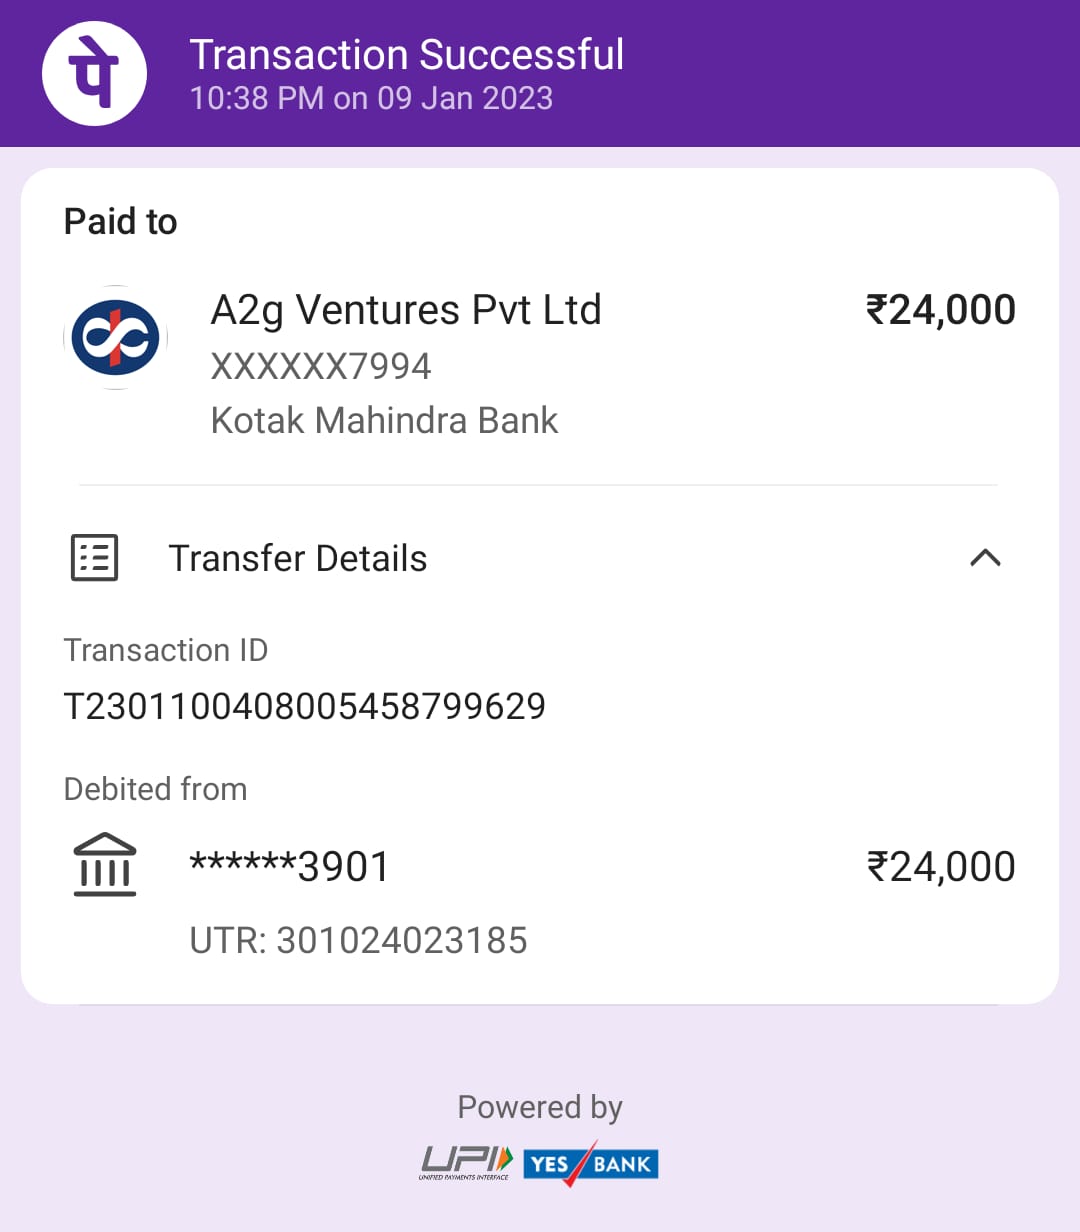 पे
Transaction Successful
10:38 PM on 09 Jan 2023
Paid to
A2g Ventures Pvt Ltd
₹24,000
XXXXXX7994
Kotak Mahindra Bank
Transfer Details
Transaction ID
T2301100408005458799629
Debited from
******3901
₹24,000
UTR: 301024023185
Powered by
UPI
UNIFIED PAYMENTS INTERFACE
YES BANK